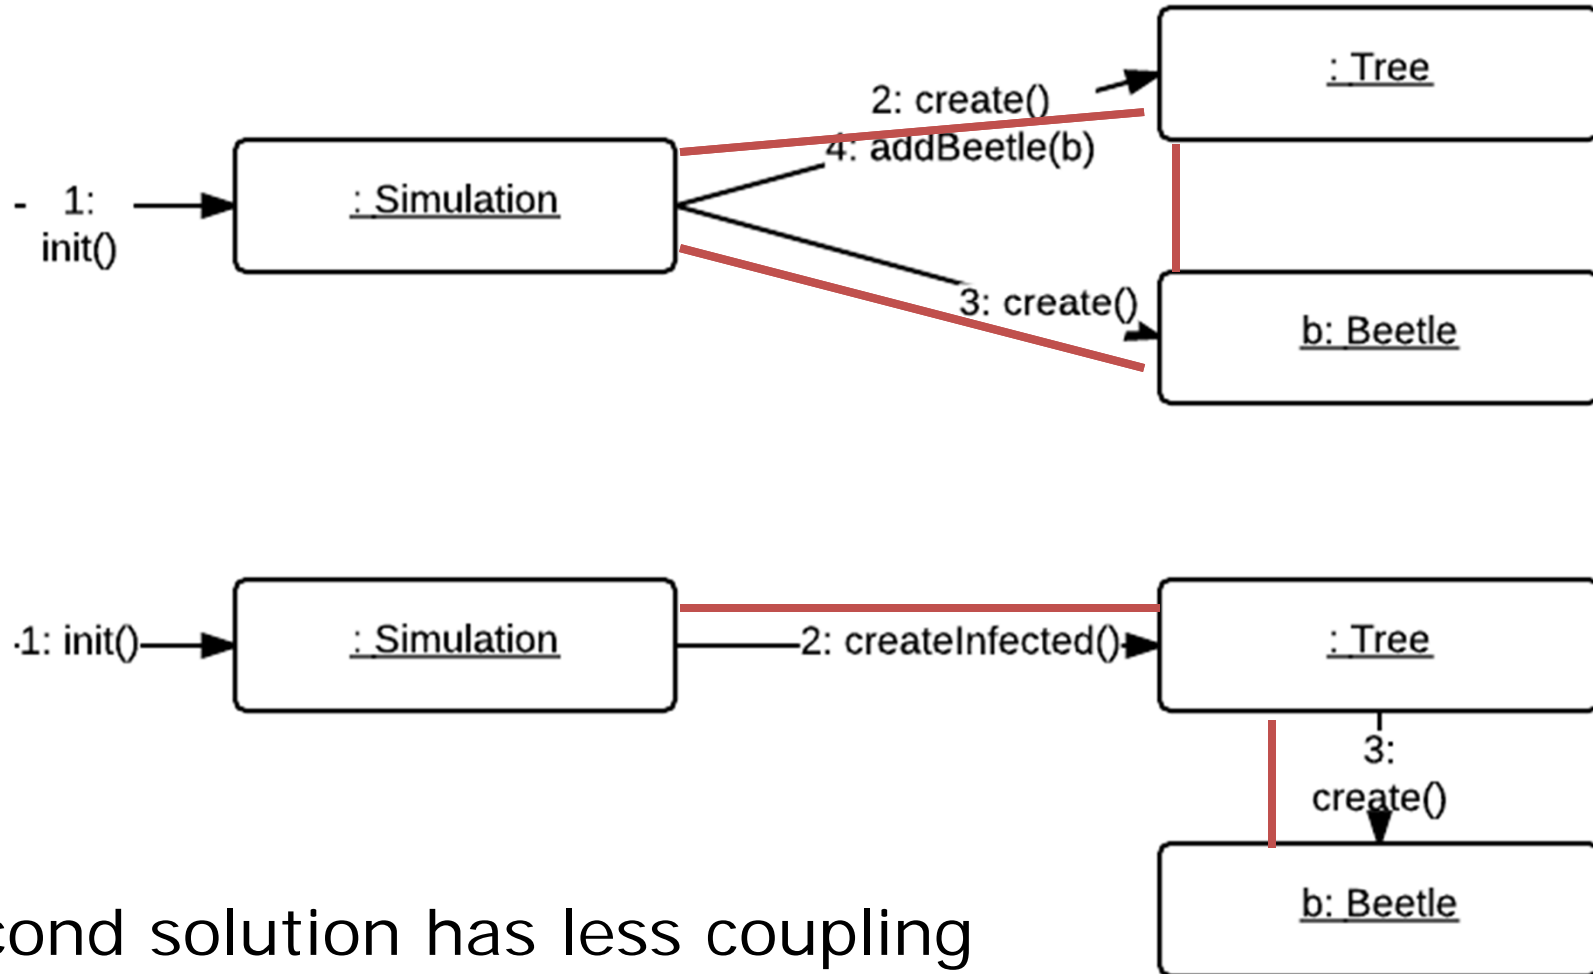 : Tree
2: create()
4: addBeetle(b)
- 1:
init()
: Simulation
3: create()
b: Beetle
1: init()
: Simulation
2: createInfected()
: Tree
3:
create()
b: Beetle
cond solution has less coupling